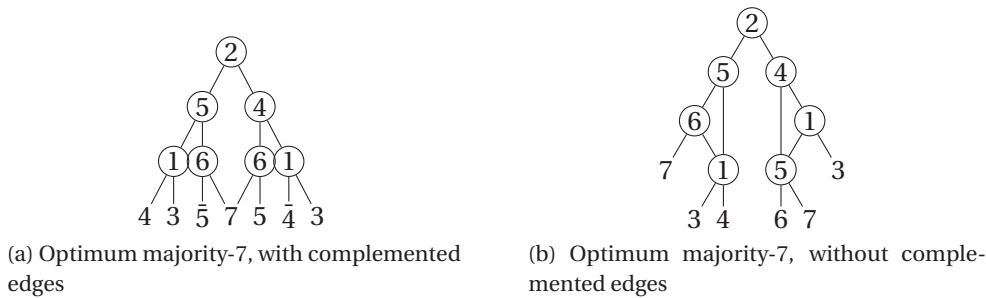 2
2
5 4
5 4
6 1
1 6 6 1
7 1 5 3
4 3 5̄ 7 5 4̄ 3
3 4 6 7
(a) Optimum majority-7, with complemented
edges
(b) Optimum majority-7, without comple-
mented edges